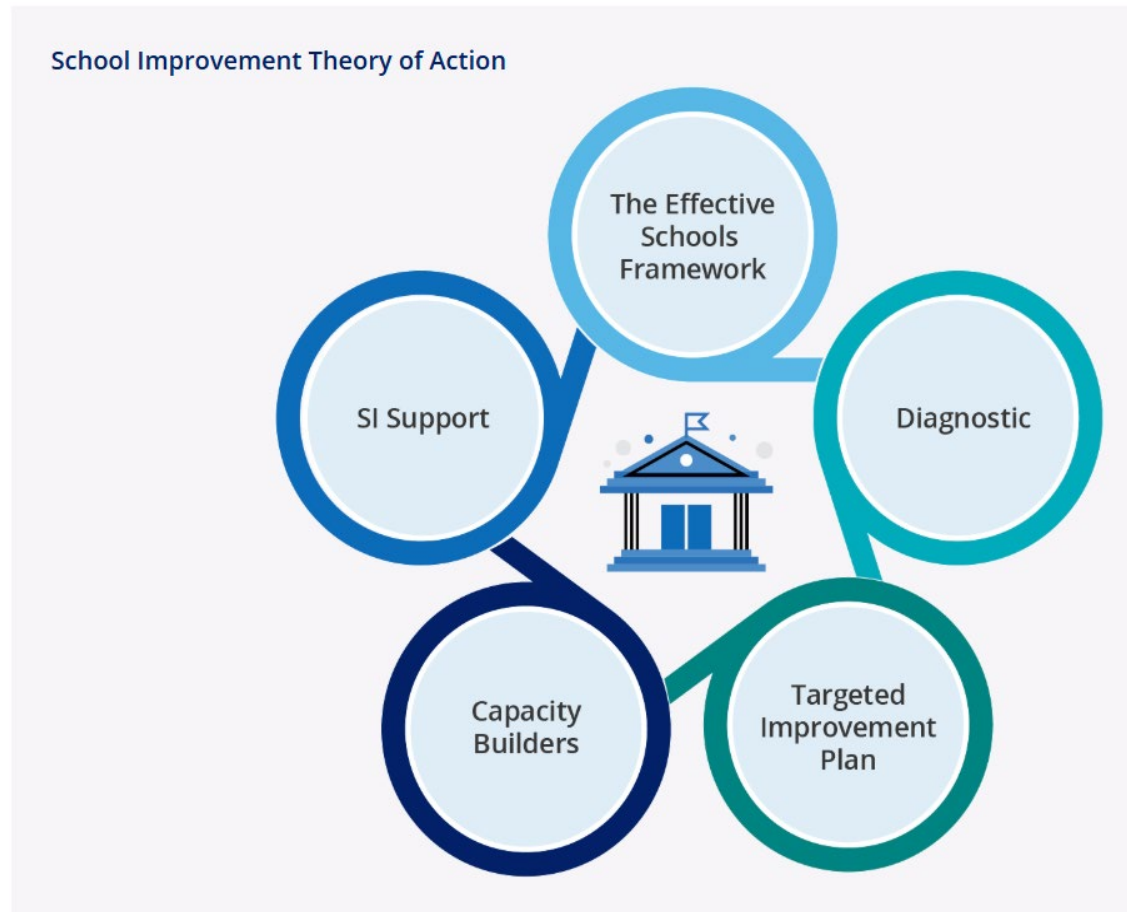 School Improvement Theory of Action
The Effective
Schools
Framework
SI Support
Diagnostic
Capacity
Builders
Targeted
Improvement
Plan